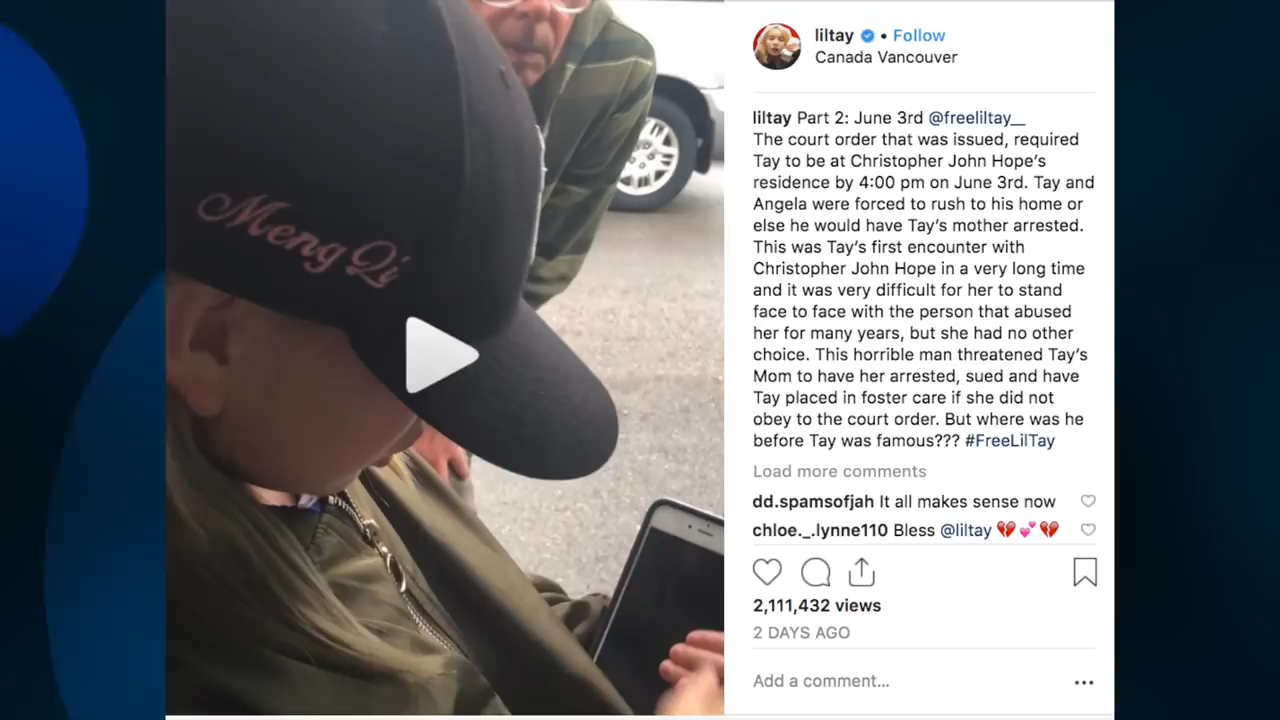 MengQi
liltay • Follow
Canada Vancouver
liltay Part 2: June 3rd @freeliltay__
The court order that was issued, required
Tay to be at Christopher John Hope's
residence by 4:00 pm on June 3rd. Tay and
Angela were forced to rush to his home or
else he would have Tay's mother arrested.
This was Tay's first encounter with
Christopher John Hope in a very long time
and it was very difficult for her to stand
face to face with the person that abused
her for many years, but she had no other
choice. This horrible man threatened Tay's
Mom to have her arrested, sued and have
Tay placed in foster care if she did not
obey to the court order. But where was he
before Tay was famous??? #FreeLilTay
Load more comments
dd.spamsofjah It all makes sense now
chloe._.lynne110 Bless @liltay 💔💕💔
2,111,432 views
2 DAYS AGO
Add a comment...